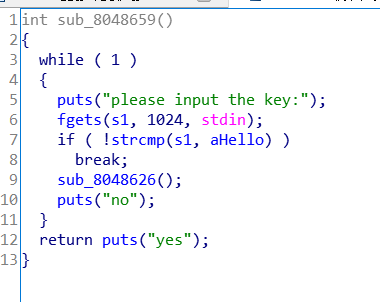 1 int sub_8048659()
2 {
3   while ( 1 )
4   {
5     puts("please input the key:");
6     fgets(s1, 1024, stdin);
7     if ( !strcmp(s1, aHello) )
8       break;
9     sub_8048626();
10     puts("no");
11   }
12   return puts("yes");
13 }